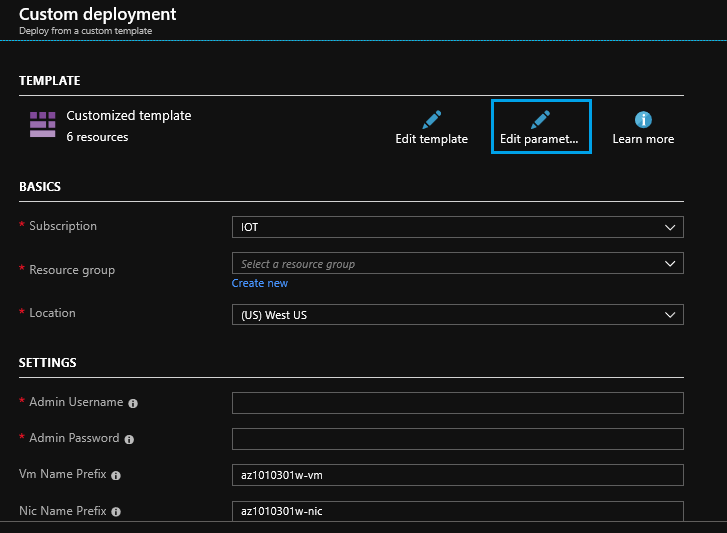 Custom deployment
Deploy from a custom template
TEMPLATE
Customized template
6 resources
Edit template
Edit paramet...
Learn more
BASICS
* Subscription
IOT
* Resource group
Select a resource group
Create new
* Location
(US) West US
SETTINGS
* Admin Username
* Admin Password
Vm Name Prefix
az1010301w-vm
Nic Name Prefix
az1010301w-nic